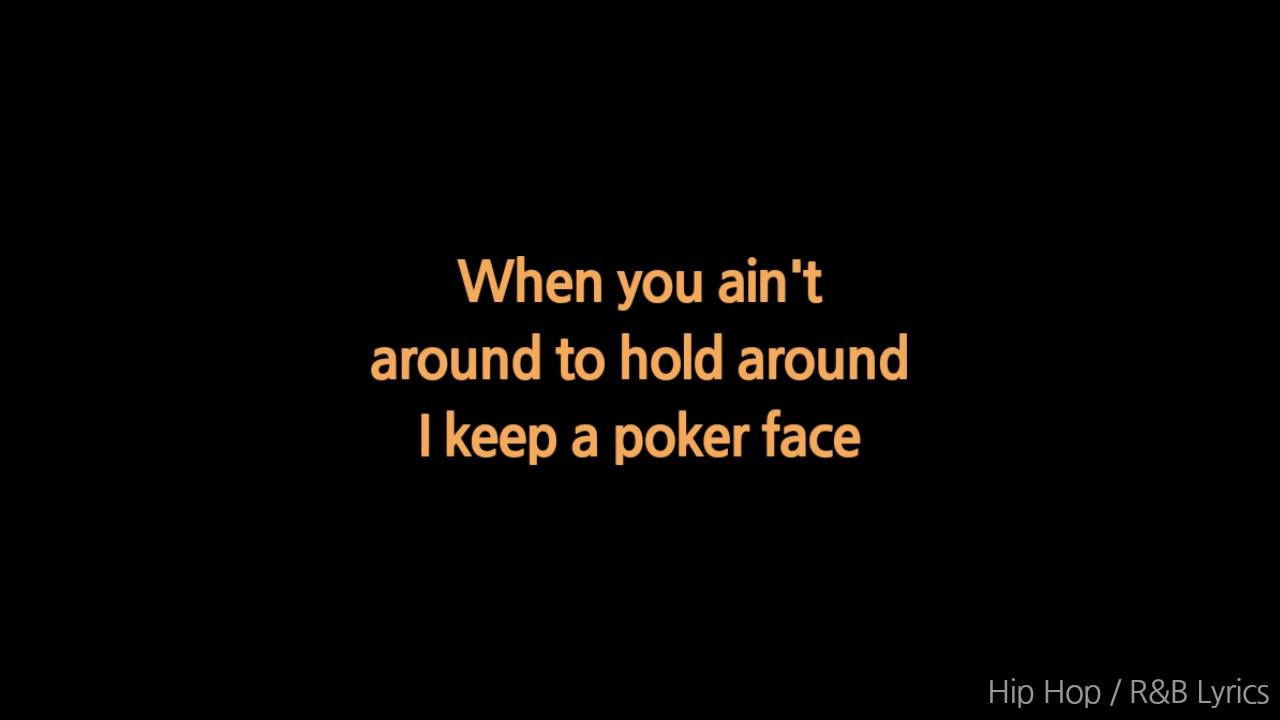 When you ain't
around to hold around
I keep a poker face
Hip Hop / R&B Lyrics